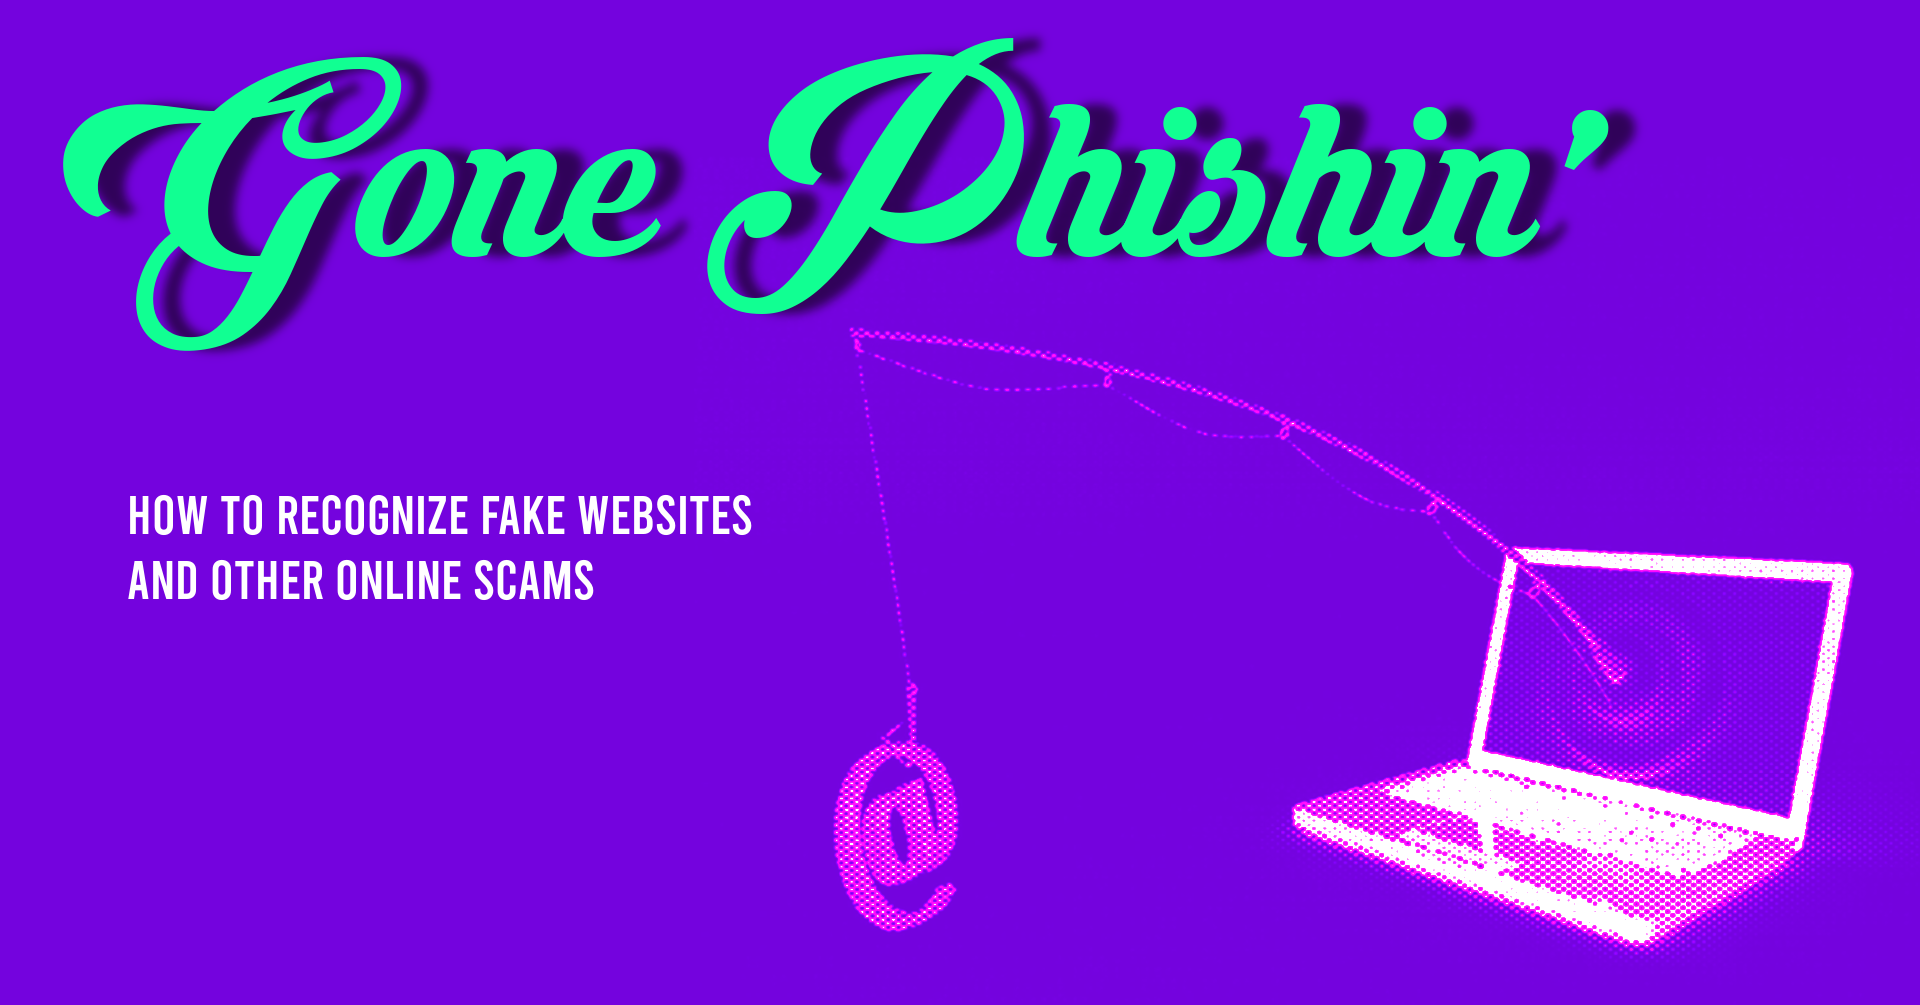 Gone Phishin'
HOW TO RECOGNIZE FAKE WEBSITES
AND OTHER ONLINE SCAMS
@